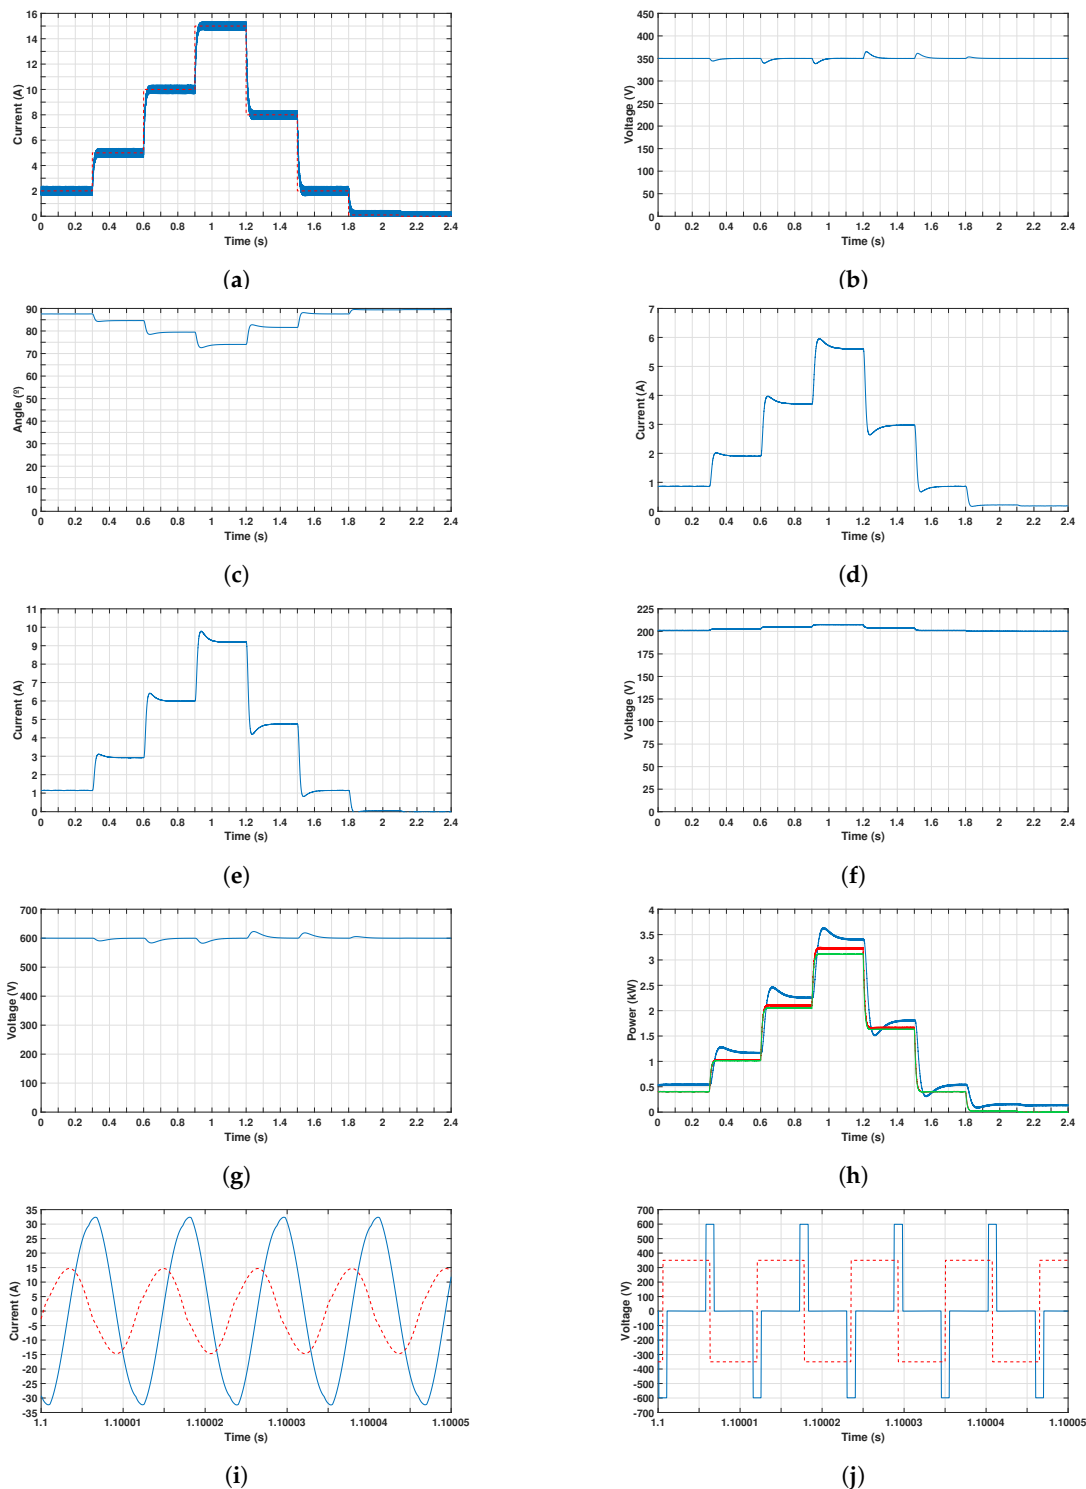 16
14
12
10
8
6
4
2
0
Current (A)
0 0.2 0.4 0.6 0.8 1 1.2 1.4 1.6 1.8 2 2.2 2.4
Time (s)
(a)
450
400
350
300
250
200
150
100
50
0
Voltage (V)
0 0.2 0.4 0.6 0.8 1 1.2 1.4 1.6 1.8 2 2.2 2.4
Time (s)
(b)
90
80
70
60
50
40
30
20
10
0
Angle (º)
0 0.2 0.4 0.6 0.8 1 1.2 1.4 1.6 1.8 2 2.2 2.4
Time (s)
(c)
7
6
5
4
3
2
1
0
Current (A)
0 0.2 0.4 0.6 0.8 1 1.2 1.4 1.6 1.8 2 2.2 2.4
Time (s)
(d)
11
10
9
8
7
6
5
4
3
2
1
0
Current (A)
0 0.2 0.4 0.6 0.8 1 1.2 1.4 1.6 1.8 2 2.2 2.4
Time (s)
(e)
225
200
175
150
125
100
75
50
25
0
Voltage (V)
0 0.2 0.4 0.6 0.8 1 1.2 1.4 1.6 1.8 2 2.2 2.4
Time (s)
(f)
700
600
500
400
300
200
100
0
Voltage (V)
0 0.2 0.4 0.6 0.8 1 1.2 1.4 1.6 1.8 2 2.2 2.4
Time (s)
(g)
4
3.5
3
2.5
2
1.5
1
0.5
0
Power (kW)
0 0.2 0.4 0.6 0.8 1 1.2 1.4 1.6 1.8 2 2.2 2.4
Time (s)
(h)
35
30
25
20
15
10
5
0
-5
-10
-15
-20
-25
-30
-35
Current (A)
1.1 1.10001 1.10002 1.10003 1.10004 1.10005
Time (s)
(i)
700
600
500
400
300
200
100
0
-100
-200
-300
-400
-500
-600
-700
Voltage (V)
1.1 1.10001 1.10002 1.10003 1.10004 1.10005
Time (s)
(j)